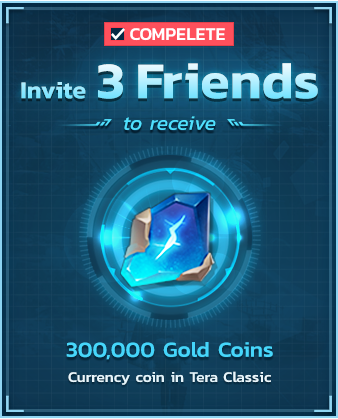 COMPELETE
Invite 3 Friends
to receive
300,000 Gold Coins
Currency coin in Tera Classic